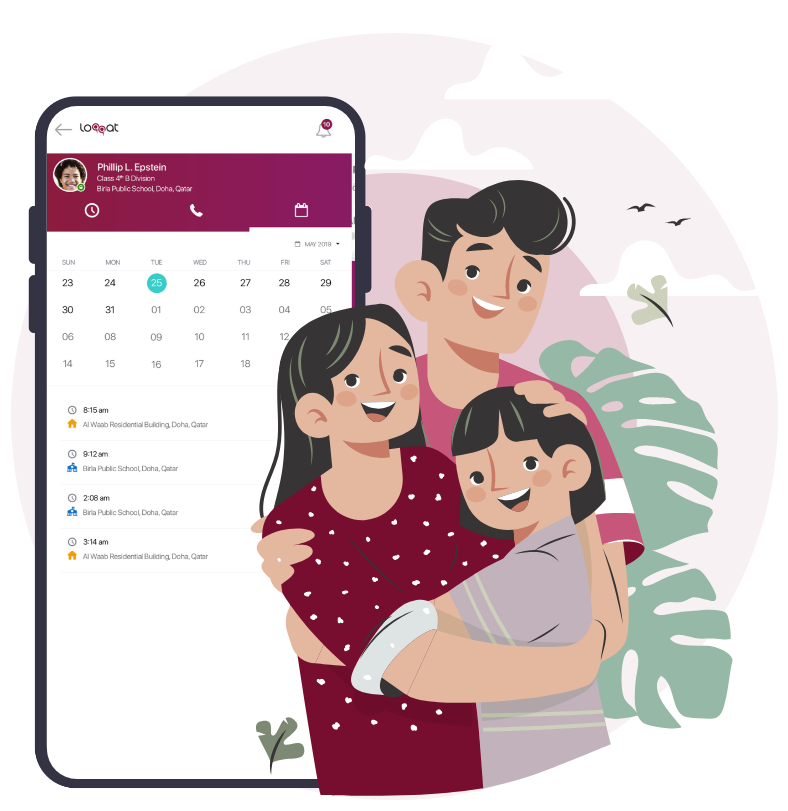 loqqat
10
Phillip L. Epstein
Class 4th B Division
Birla Public School, Doha, Qatar
MAY 2019
SUN MON TUE WED THU FRI SAT
23 24 25 26 27 28 29
30 31 01 02 03 04 05
06 08 09 10 11 12
14 15 16 17 18
8:15 am
Al Waab Residential Building, Doha, Qatar
9:12 am
Birla Public School, Doha, Qatar
2:08 am
Birla Public School, Doha, Qatar
3:14 am
Al Waab Residential Building, Doha, Qatar